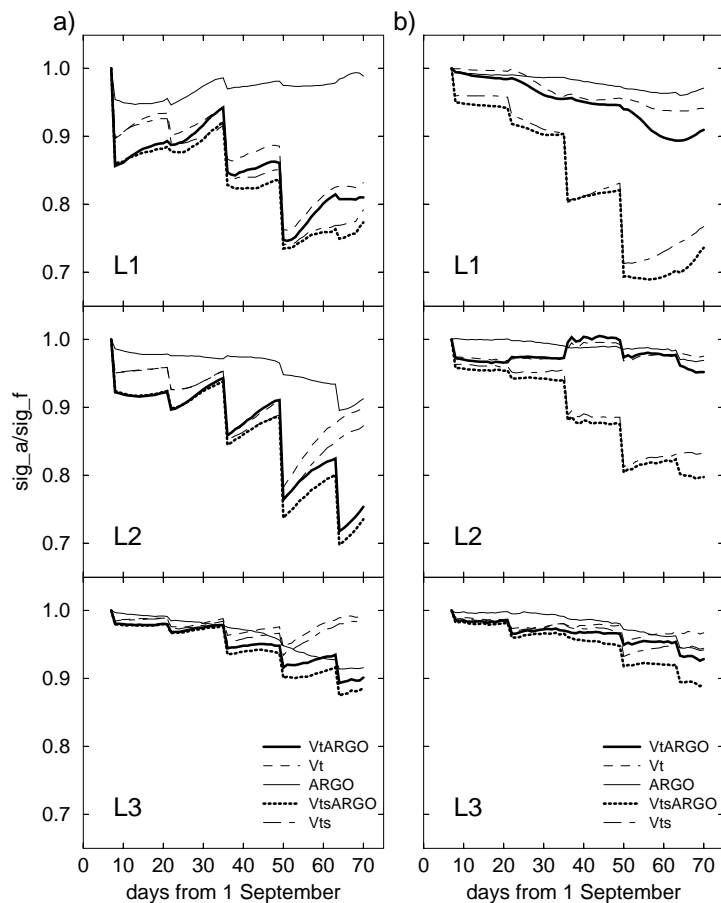 a)
b)
1.0
0.9
0.8
0.7
L1
L1
1.0
0.9
0.8
0.7
L2
L2
sig_a/sig_f
1.0
0.9
0.8
0.7
L3
L3
VtARGO
Vt
ARGO
VtsARGO
Vts
VtARGO
Vt
ARGO
VtsARGO
Vts
0 10 20 30 40 50 60 70
0 10 20 30 40 50 60 70
days from 1 September
days from 1 September